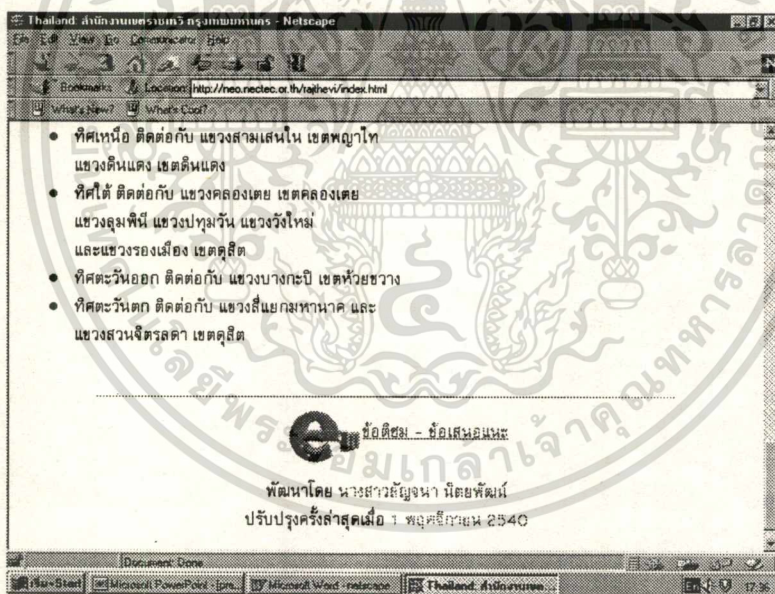 Thailand: สำนักงานเขตราชเทวี กรุงเทพมหานคร - Netscape
File Edit View Go Communicator Help
Bookmarks Location: http://neo.nectec.or.th/rajthevi/index.html
What's New? What's Cool?
• ทิศเหนือ ติดต่อกับ แขวงสามเสนใน เขตพญาไท
แขวงดินแดง เขตดินแดง
• ทิศใต้ ติดต่อกับ แขวงคลองเตย เขตคลองเตย
แขวงลุมพินี แขวงปทุมวัน แขวงวังใหม่
และแขวงรองเมือง เขตดุสิต
• ทิศตะวันออก ติดต่อกับ แขวงบางกะปิ เขตห้วยขวาง
• ทิศตะวันตก ติดต่อกับ แขวงสี่แยกมหานาค และ
แขวงสวนจิตรลดา เขตดุสิต
ข้อติชม - ข้อเสนอแนะ
พัฒนาโดย นางสาวลัญจนา นิตยพัฒน์
ปรับปรุงครั้งล่าสุดเมื่อ 1 พฤศจิกายน 2540
Document: Done
เริ่ม-Start Microsoft PowerPoint - [pre... Microsoft Word - netscape Thailand: สำนักงานเข... 17:36